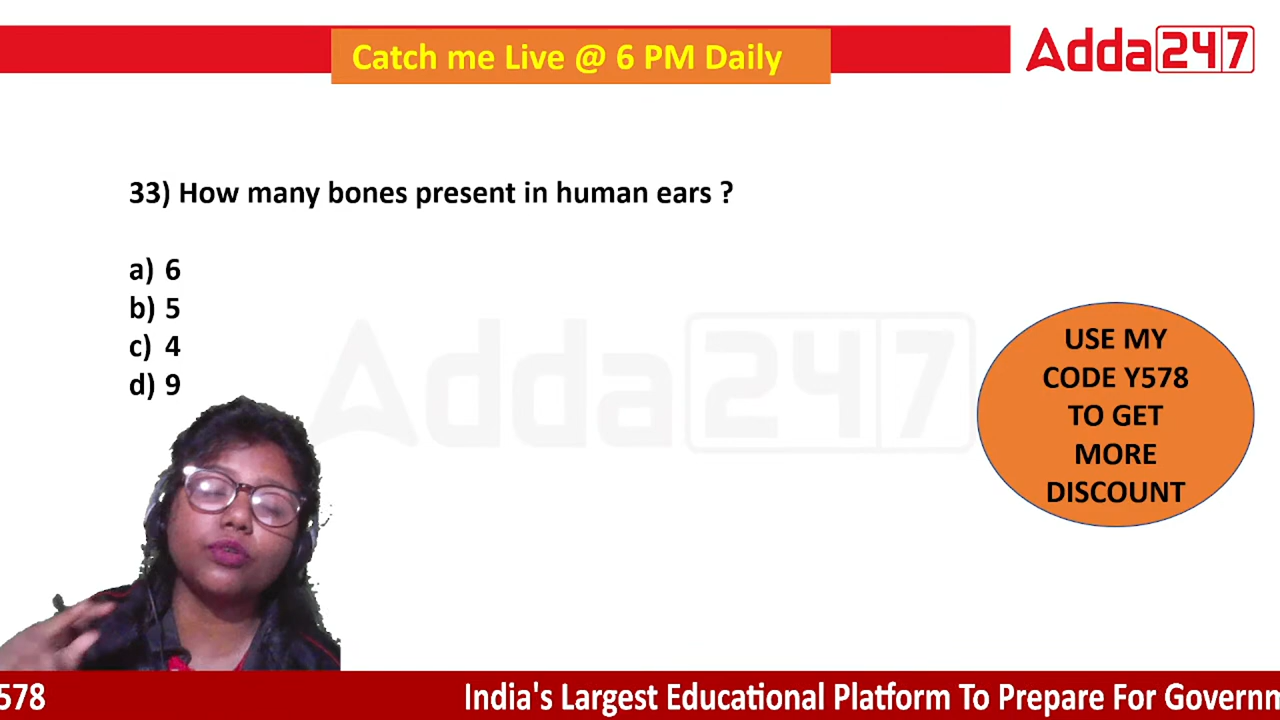 Catch me Live @ 6 PM Daily
Adda247
33) How many bones present in human ears ?
a) 6
b) 5
c) 4
d) 9
Adda247
USE MY
CODE Y578
TO GET
MORE
DISCOUNT
578 India's Largest Educational Platform To Prepare For